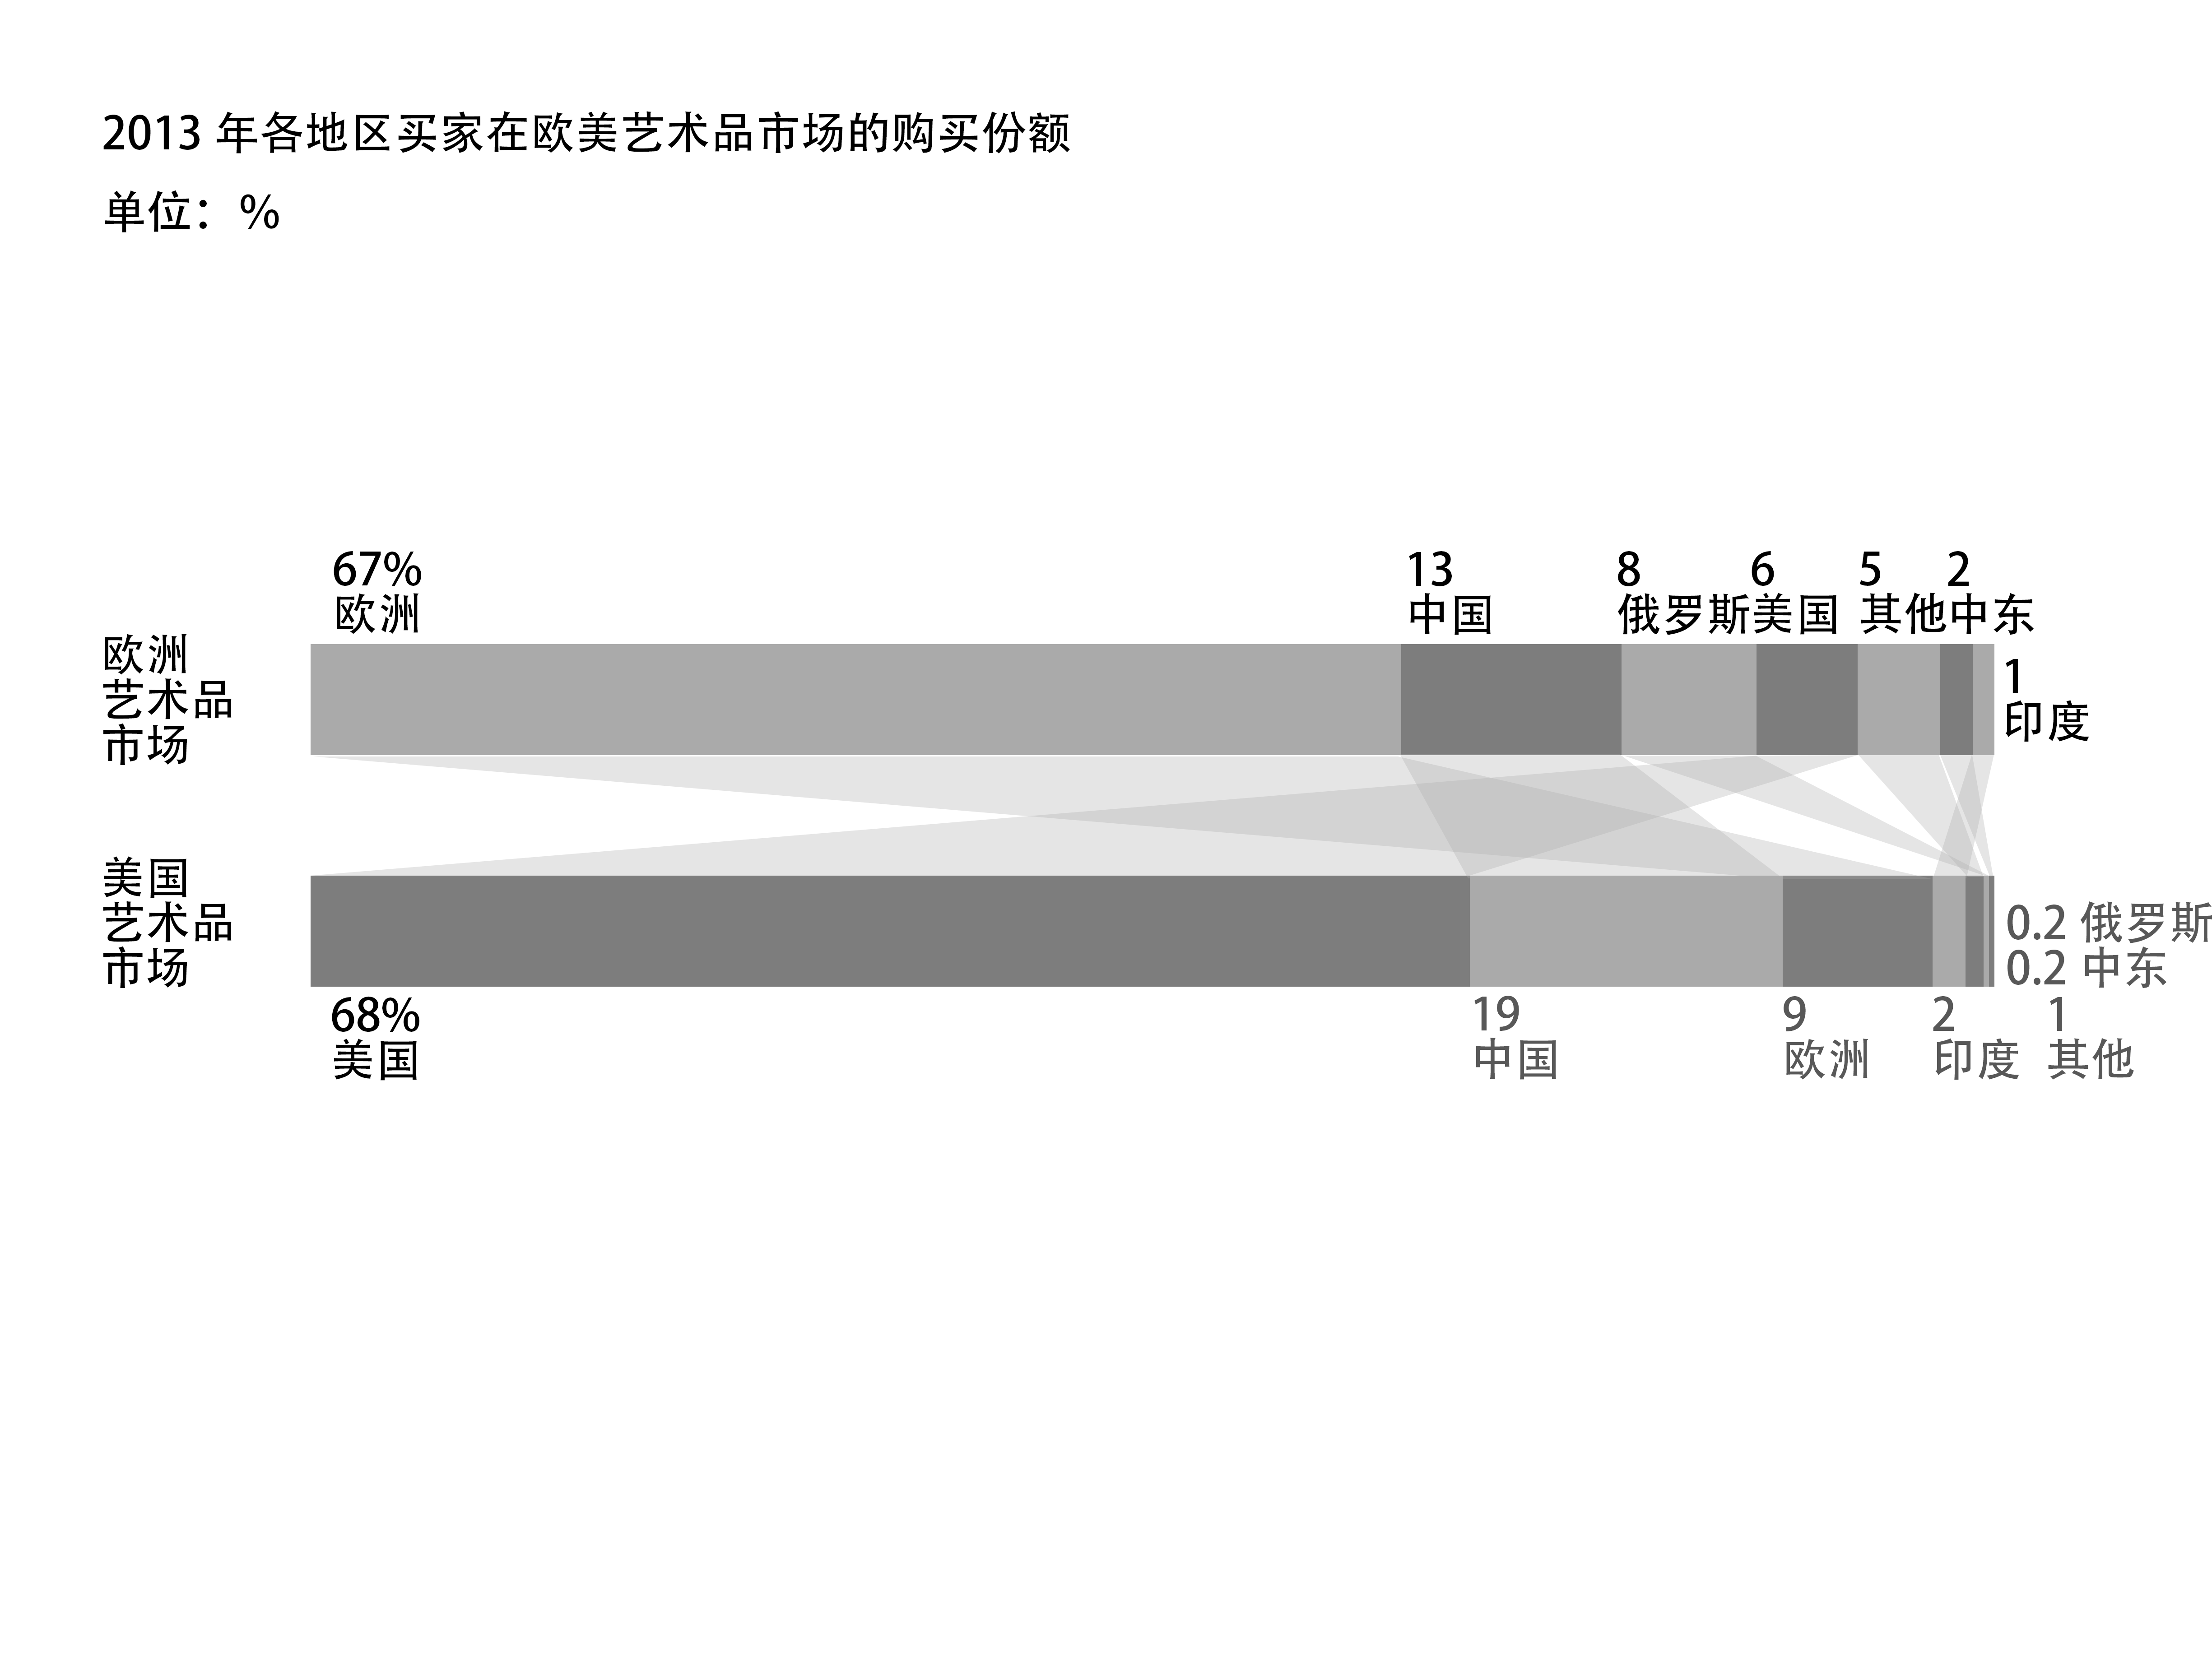 2013 年各地区买家在欧美艺术品市场的购买份额
单位：%
67%
欧洲
13
中国
8
俄罗斯
6
美国
5
其他
2
中东
欧洲
艺术品
市场
1
印度
美国
艺术品
市场
0.2 俄罗斯
0.2 中东
68%
美国
19
中国
9
欧洲
2
印度
1
其他